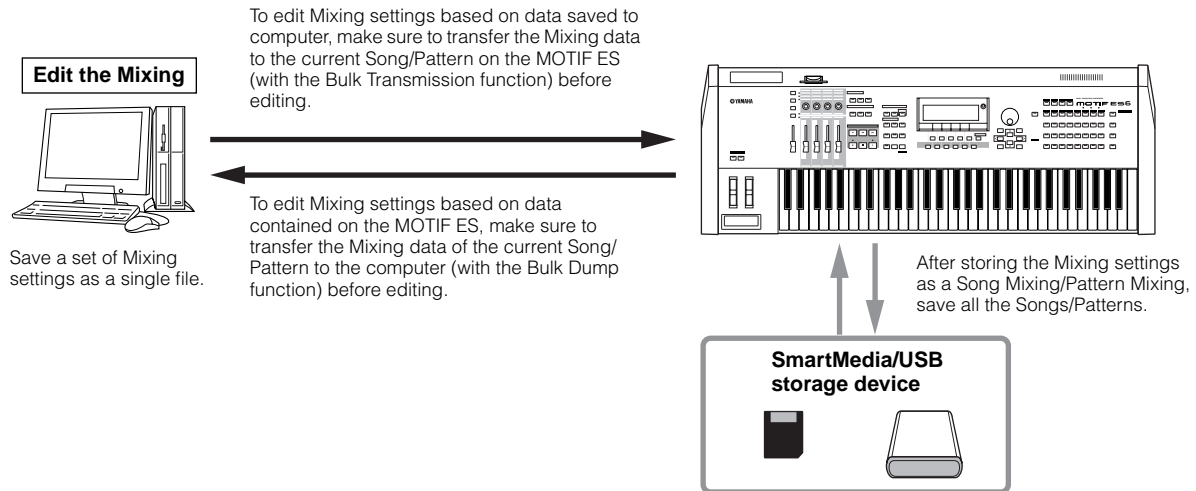 To edit Mixing settings based on data saved to
computer, make sure to transfer the Mixing data
to the current Song/Pattern on the MOTIF ES
(with the Bulk Transmission function) before
editing.
Edit the Mixing
YAMAHA
MOTIF ES6
To edit Mixing settings based on data
contained on the MOTIF ES, make sure to
transfer the Mixing data of the current Song/
Pattern to the computer (with the Bulk Dump
function) before editing.
Save a set of Mixing
settings as a single file.
After storing the Mixing settings
as a Song Mixing/Pattern Mixing,
save all the Songs/Patterns.
SmartMedia/USB
storage device